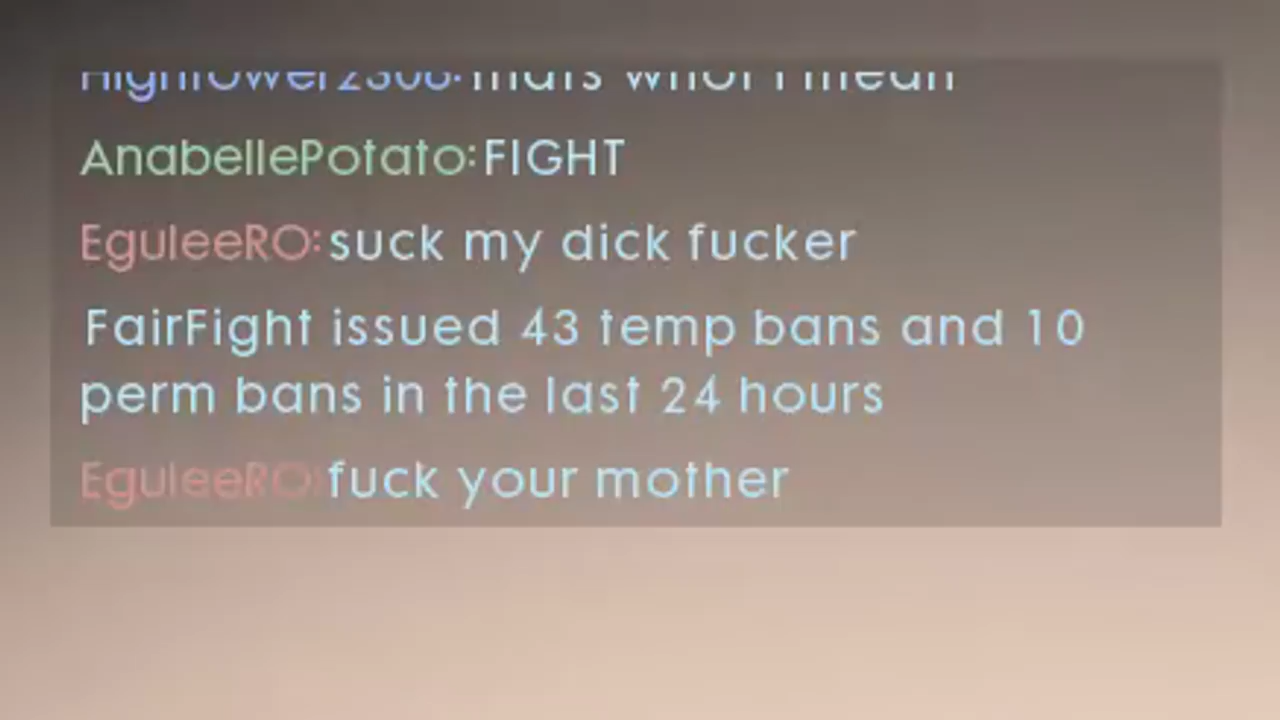 AnabellePotato: FIGHT
EguleeRO: suck my dick fucker
FairFight issued 43 temp bans and 10
perm bans in the last 24 hours
EguleeRO: fuck your mother